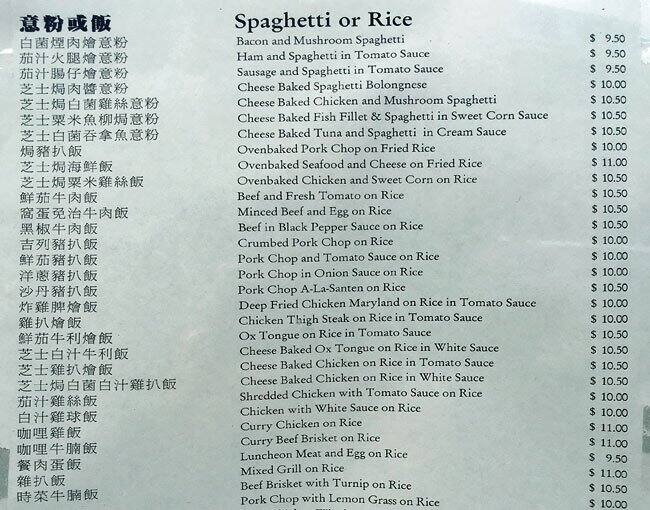 意粉或飯 Spaghetti or Rice
白菌煙肉燴意粉 Bacon and Mushroom Spaghetti $ 9.50
茄汁火腿燴意粉 Ham and Spaghetti in Tomato Sauce $ 9.50
茄汁腸仔燴意粉 Sausage and Spaghetti in Tomato Sauce $ 9.50
芝士焗肉醬意粉 Cheese Baked Spaghetti Bolongnese $ 10.00
芝士焗白菌雞絲意粉 Cheese Baked Chicken and Mushroom Spaghetti $ 10.50
芝士粟米魚柳焗意粉 Cheese Baked Fish Fillet & Spaghetti in Sweet Corn Sauce $ 10.50
芝士白菌吞拿魚意粉 Cheese Baked Tuna and Spaghetti in Cream Sauce $ 10.50
焗豬扒飯 Ovenbaked Pork Chop on Fried Rice $ 10.00
芝士焗海鮮飯 Ovenbaked Seafood and Cheese on Fried Rice $ 11.00
芝士焗粟米雞絲飯 Ovenbaked Chicken and Sweet Corn on Rice $ 10.50
鮮茄牛肉飯 Beef and Fresh Tomato on Rice $ 10.50
窩蛋免治牛肉飯 Minced Beef and Egg on Rice $ 10.50
黑椒牛肉飯 Beef in Black Pepper Sauce on Rice $ 10.50
吉列豬扒飯 Crumbed Pork Chop on Rice $ 10.00
鮮茄豬扒飯 Pork Chop and Tomato Sauce on Rice $ 10.00
洋蔥豬扒飯 Pork Chop in Onion Sauce on Rice $ 10.00
沙丹豬扒飯 Pork Chop A-La-Santen on Rice $ 10.50
炸雞脾燴飯 Deep Fried Chicken Maryland on Rice in Tomato Sauce $ 10.00
雞扒燴飯 Chicken Thigh Steak on Rice in Tomato Sauce $ 10.00
鮮茄牛利燴飯 Ox Tongue on Rice in Tomato Sauce $ 10.50
芝士白汁牛利飯 Cheese Baked Ox Tongue on Rice in White Sauce $ 10.50
芝士雞扒燴飯 Cheese Baked Chicken on Rice in Tomato Sauce $ 10.50
芝士焗白菌白汁雞扒飯 Cheese Baked Chicken on Rice in White Sauce $ 10.50
茄汁雞絲飯 Shredded Chicken with Tomato Sauce on Rice $ 10.00
白汁雞球飯 Chicken with White Sauce on Rice $ 10.00
咖哩雞飯 Curry Chicken on Rice $ 11.00
咖哩牛腩飯 Curry Beef Brisket on Rice $ 11.00
餐肉蛋飯 Luncheon Meat and Egg on Rice $ 9.50
雜扒飯 Mixed Grill on Rice $ 11.00
時菜牛腩飯 Beef Brisket with Turnip on Rice $ 10.50
Pork Chop with Lemon Grass on Rice $ 10.00